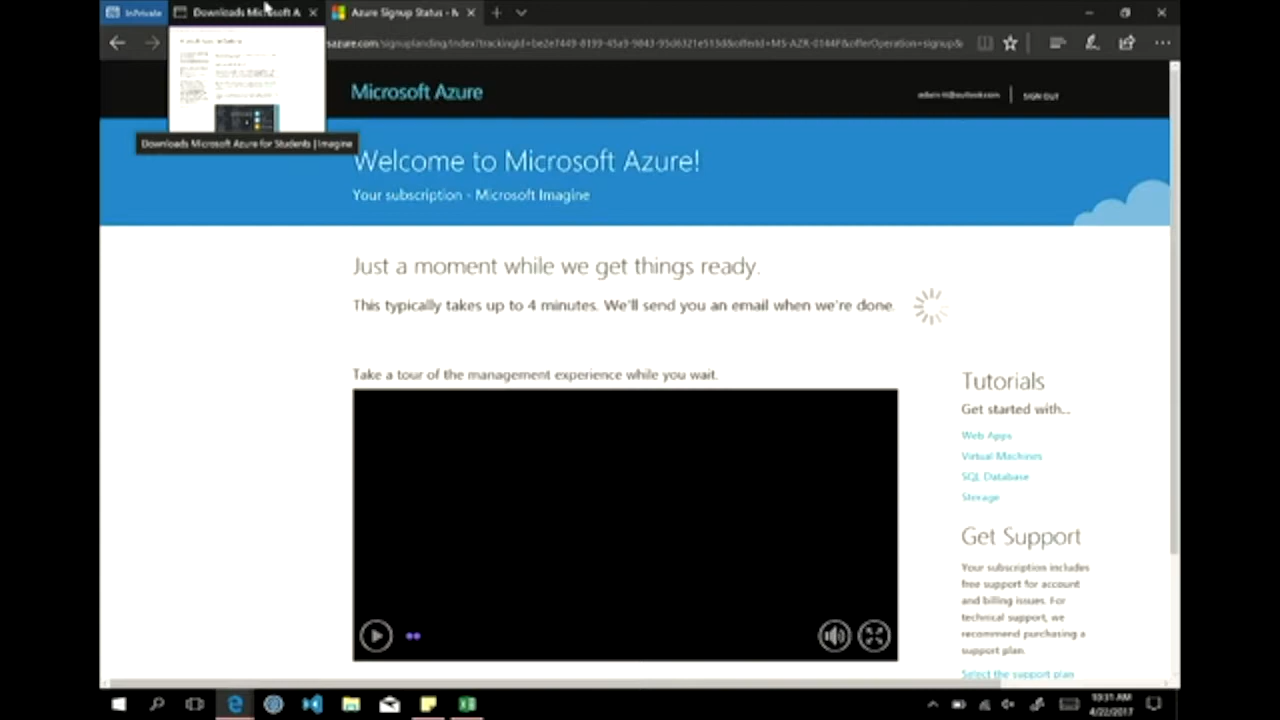 InPrivate
Downloads Microsoft A
Azure Signup Status - M
Downloads Microsoft Azure for Students | Imagine
Microsoft Azure
SIGN OUT
Welcome to Microsoft Azure!
Your subscription - Microsoft Imagine
Just a moment while we get things ready.
This typically takes up to 4 minutes. We'll send you an email when we're done.
Take a tour of the management experience while you wait.
Tutorials
Get started with...
Web Apps
Virtual Machines
SQL Database
Storage
Get Support
Your subscription includes
free support for account
and billing issues. For
technical support, we
recommend purchasing a
support plan.
Select the support plan
10:31 AM
4/22/2017